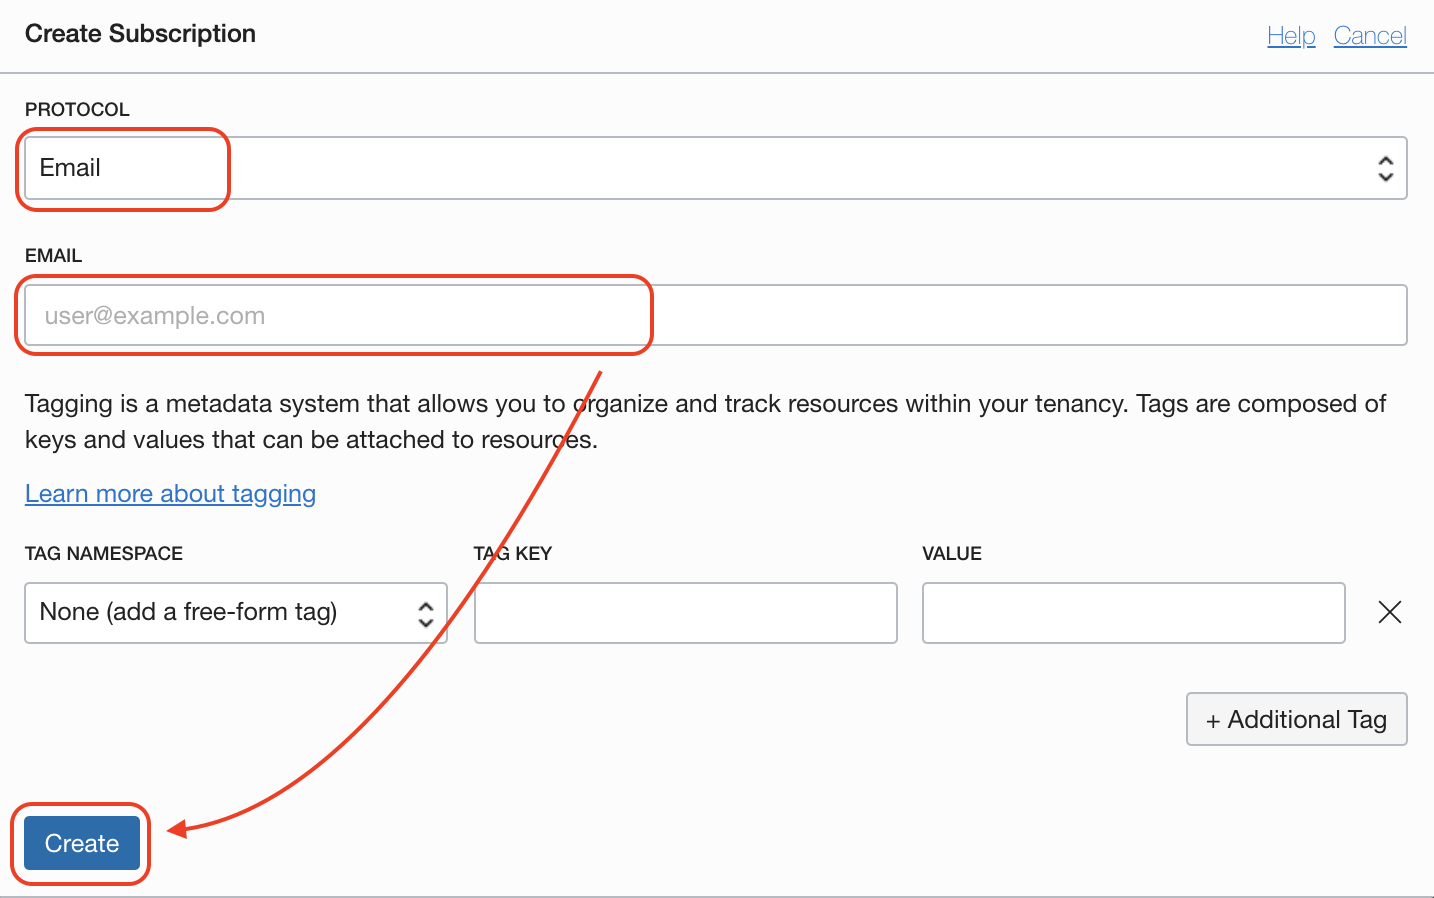 Create Subscription
Help Cancel
PROTOCOL
Email
EMAIL
user@example.com
Tagging is a metadata system that allows you to organize and track resources within your tenancy. Tags are composed of
keys and values that can be attached to resources.
Learn more about tagging
TAG NAMESPACE TAG KEY VALUE
None (add a free-form tag)
+ Additional Tag
Create